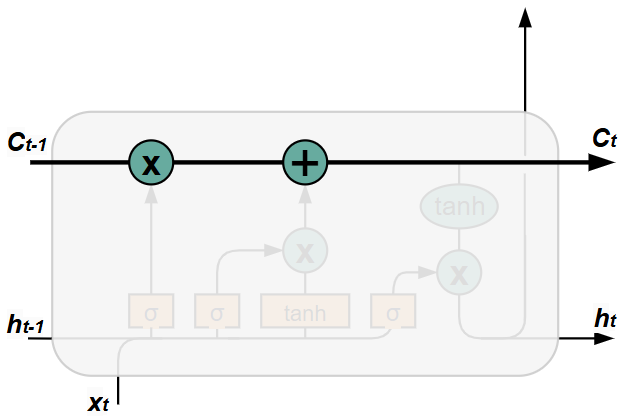 Ct-1
x
+
Ct
tanh
x
x
σ
σ
tanh
σ
ht-1
ht
xt